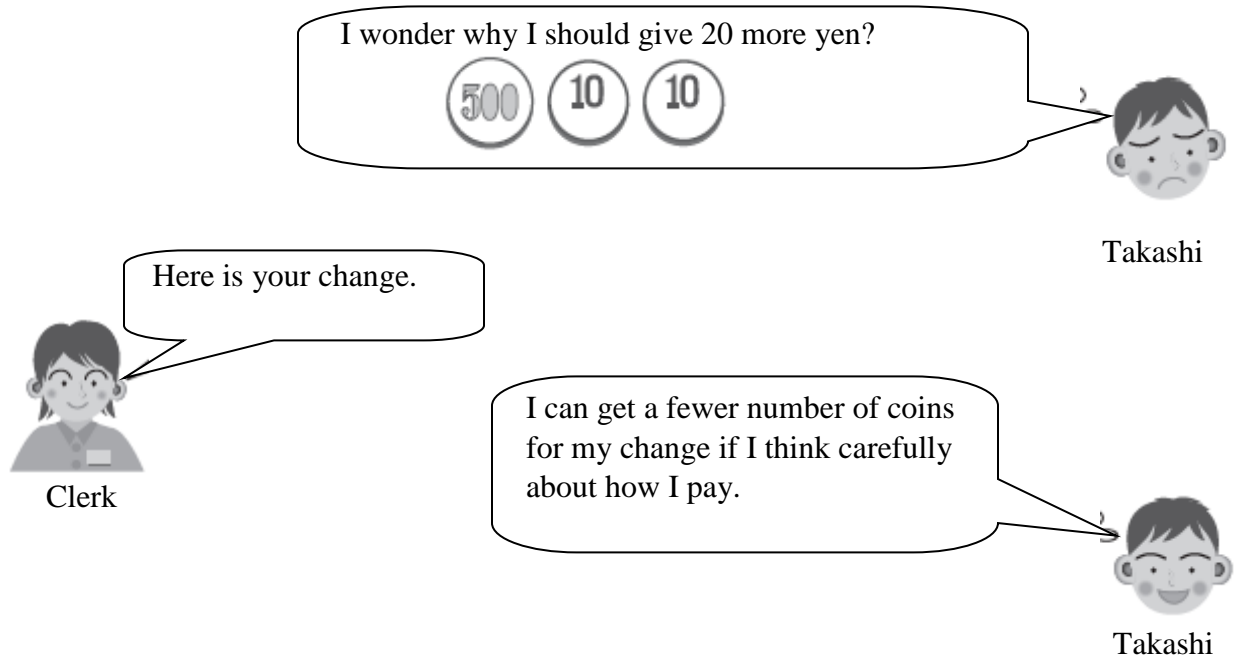 I wonder why I should give 20 more yen?
500 10 10
Takashi
Here is your change.
Clerk
I can get a fewer number of coins
for my change if I think carefully
about how I pay.
Takashi